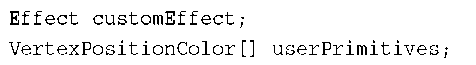 Effect customEffect;
VertexPositionColor[] userPrimitives;